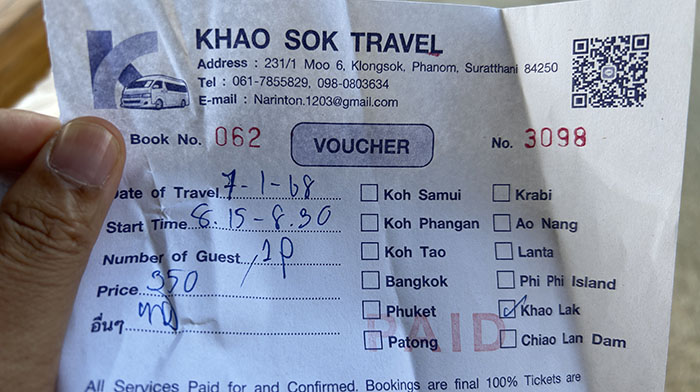 KHAO SOK TRAVEL
Address : 231/1 Moo 6, Klongsok, Phanom, Suratthani 84250
Tel : 061-7855829, 098-0803634
E-mail : Narinton.1203@gmail.com
Book No. 062 VOUCHER No. 3098
Date of Travel 7-1-68
Start Time 8.15-8.30
Number of Guest 1p
Price 350
อื่นๆ
Koh Samui Krabi
Koh Phangan Ao Nang
Koh Tao Lanta
Bangkok Phi Phi Island
Phuket Khao Lak
Patong Chiao Lan Dam
PAID
All Services Paid for and Confirmed. Bookings are final 100% Tickets are